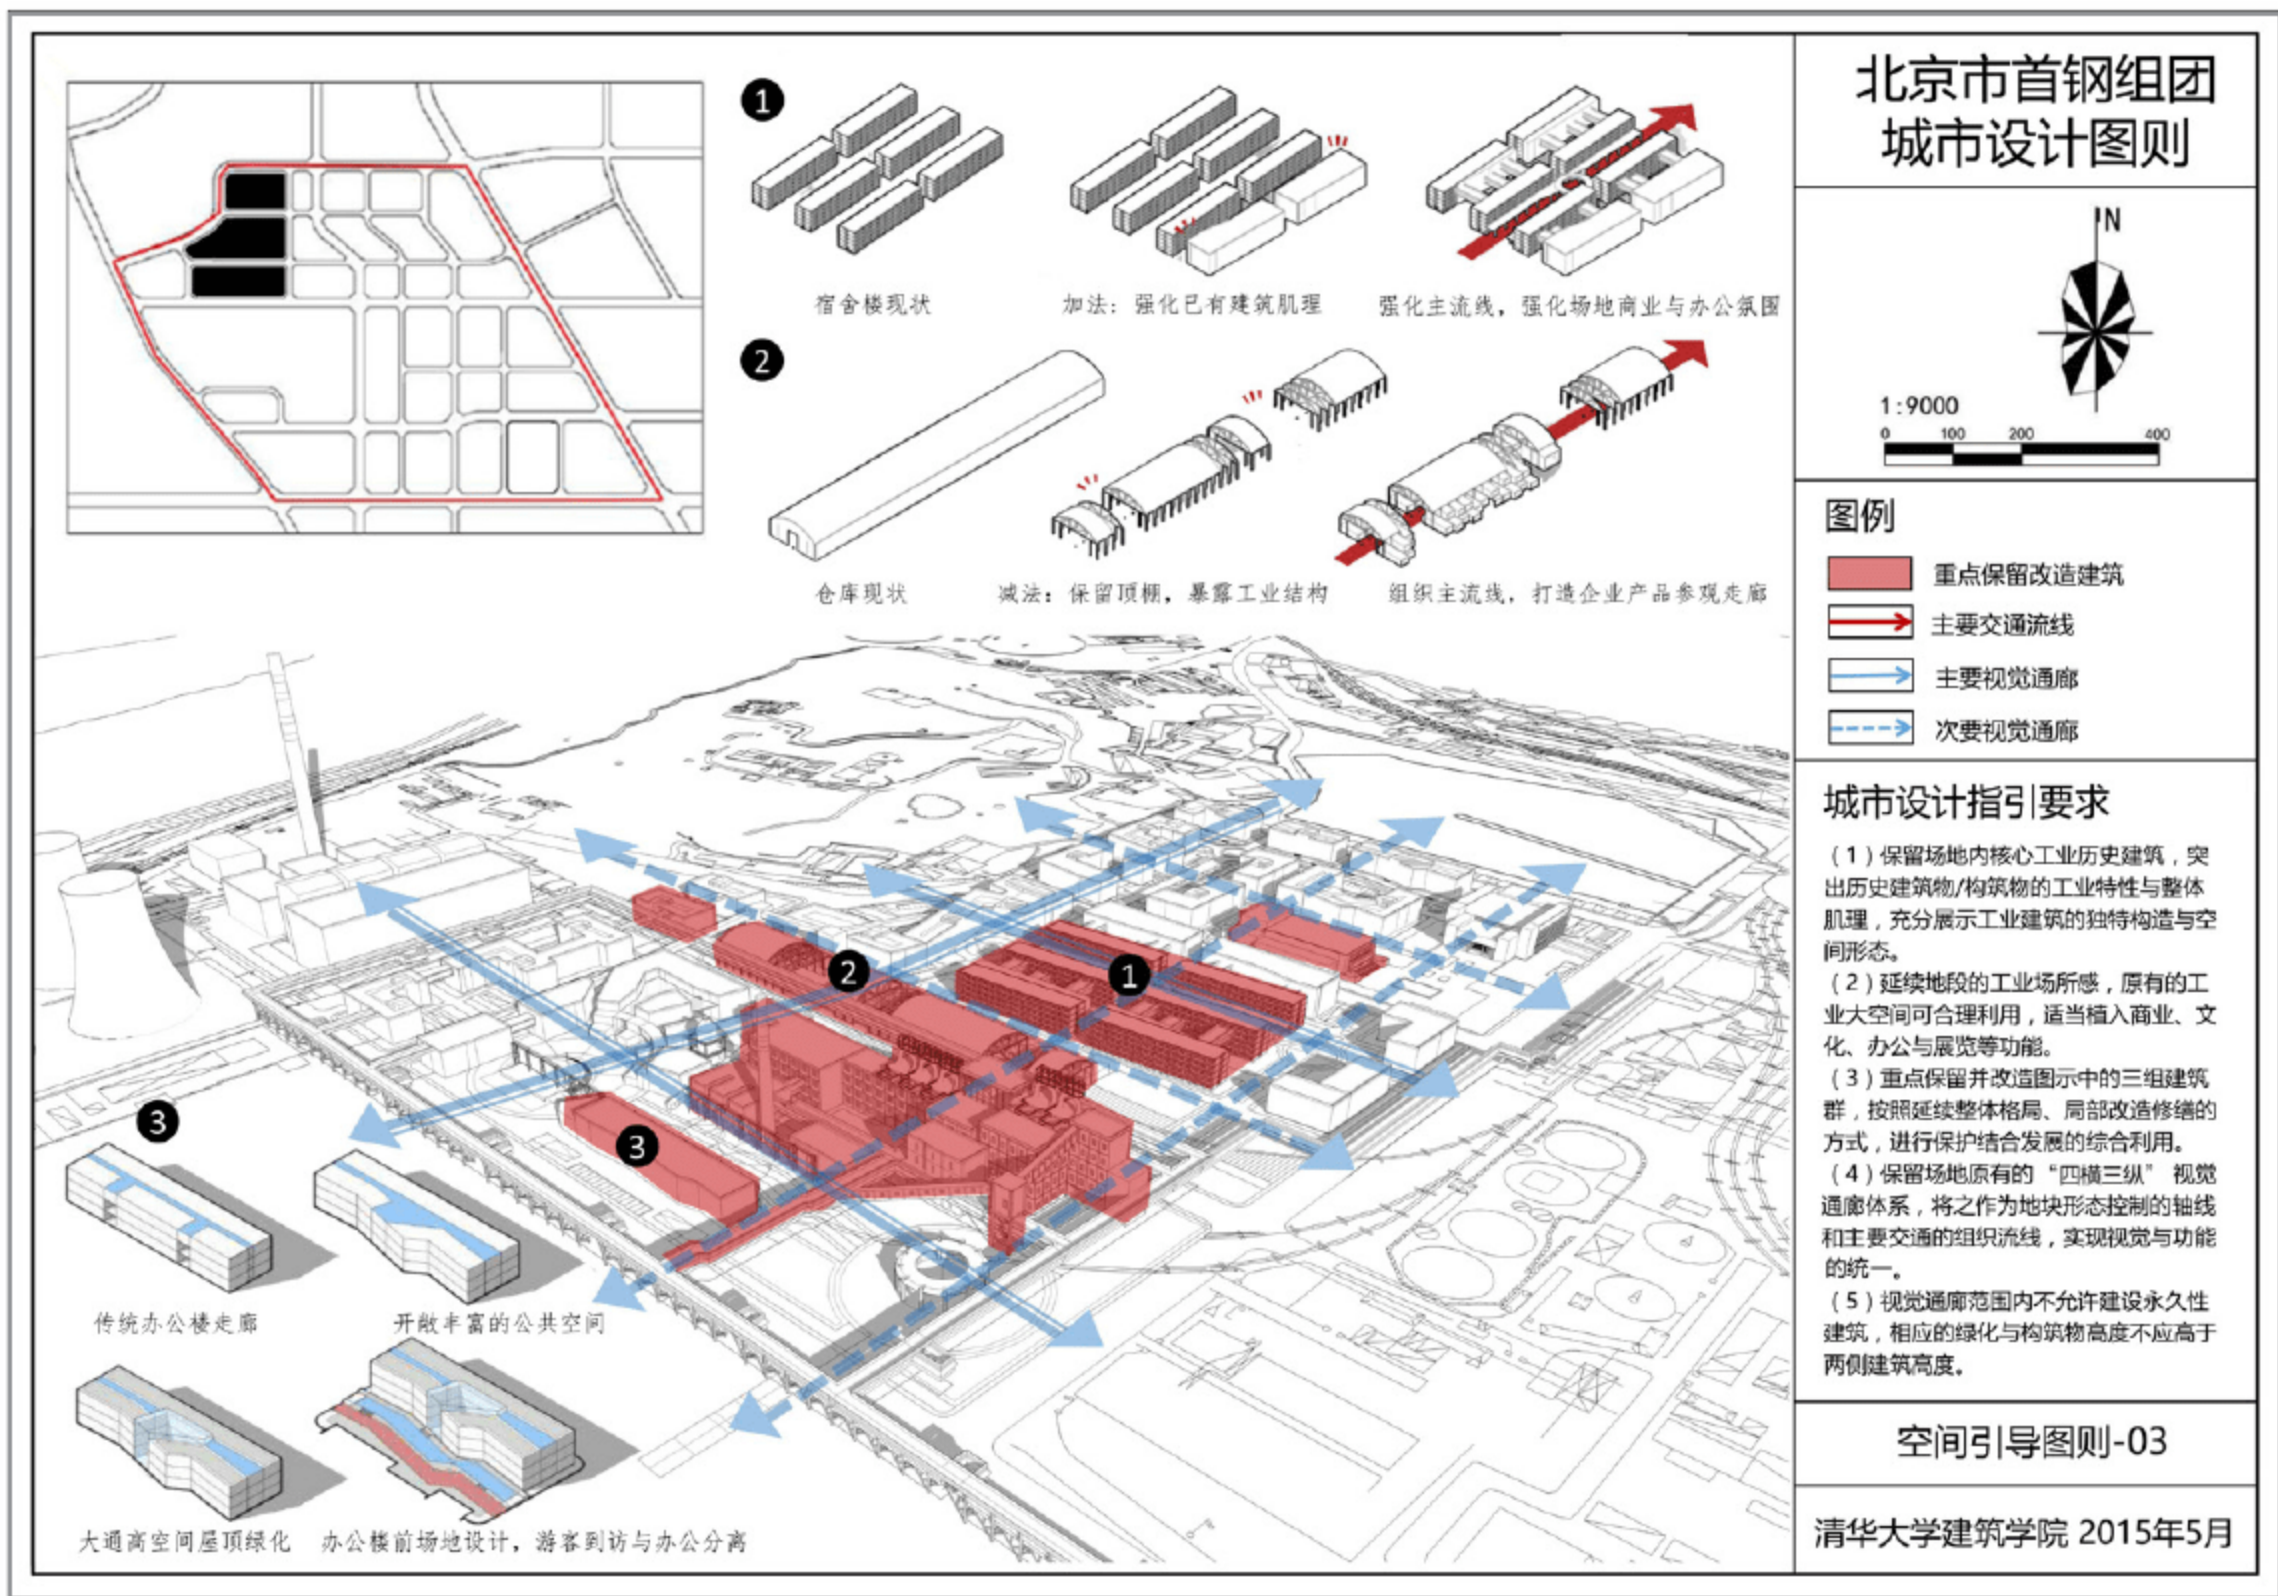 1
宿舍楼现状
加法：强化已有建筑肌理
强化主流线，强化场地商业与办公氛围
2
仓库现状
减法：保留顶棚，暴露工业结构
组织主流线，打造企业产品参观走廊
2
1
3
3
传统办公楼走廊
开敞丰富的公共空间
大通高空间屋顶绿化
办公楼前场地设计，游客到访与办公分离
北京市首钢组团
城市设计图则
N
1:9000
0 100 200 400
图例
重点保留改造建筑
主要交通流线
主要视觉通廊
次要视觉通廊
城市设计指引要求
（1）保留场地内核心工业历史建筑，突
出历史建筑物/构筑物的工业特性与整体
肌理，充分展示工业建筑的独特构造与空
间形态。
（2）延续地段的工业场所感，原有的工
业大空间可合理利用，适当植入商业、文
化、办公与展览等功能。
（3）重点保留并改造图示中的三组建筑
群，按照延续整体格局、局部改造修缮的
方式，进行保护结合发展的综合利用。
（4）保留场地原有的“四横三纵”视觉
通廊体系，将之作为地块形态控制的轴线
和主要交通的组织流线，实现视觉与功能
的统一。
（5）视觉通廊范围内不允许建设永久性
建筑，相应的绿化与构筑物高度不应高于
两侧建筑高度。
空间引导图则-03
清华大学建筑学院 2015年5月